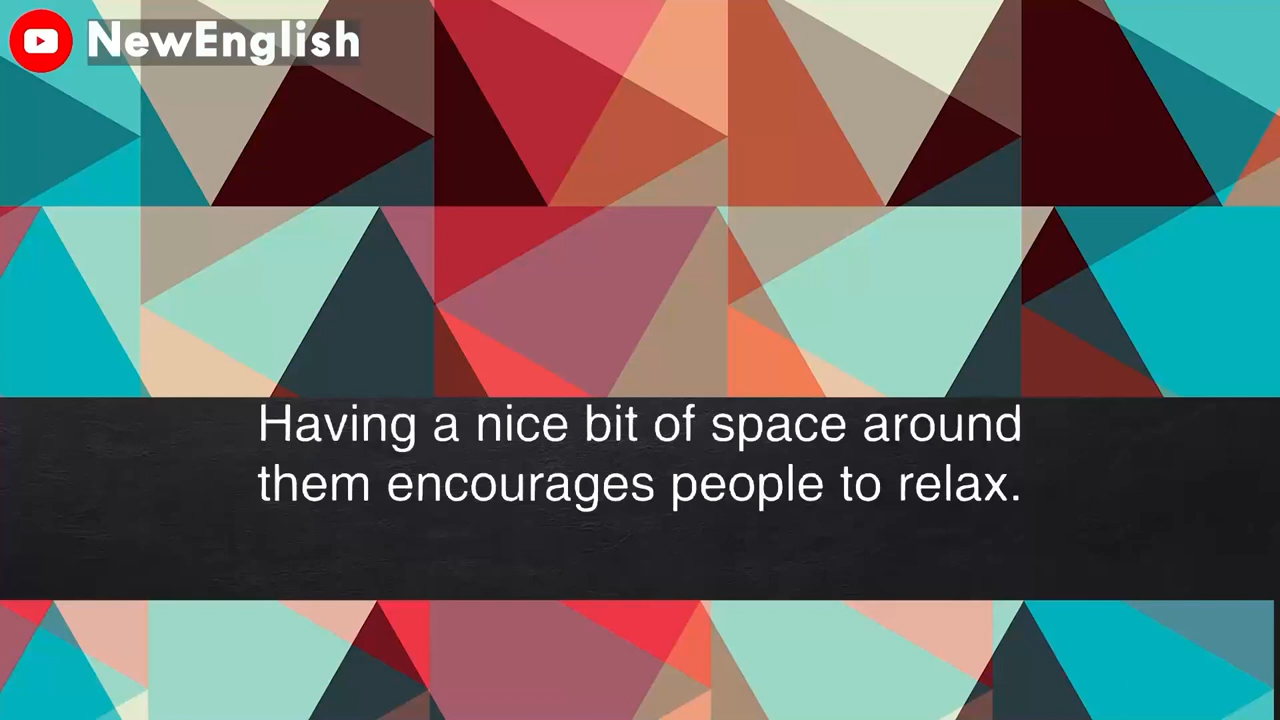 NewEnglish
Having a nice bit of space around
them encourages people to relax.